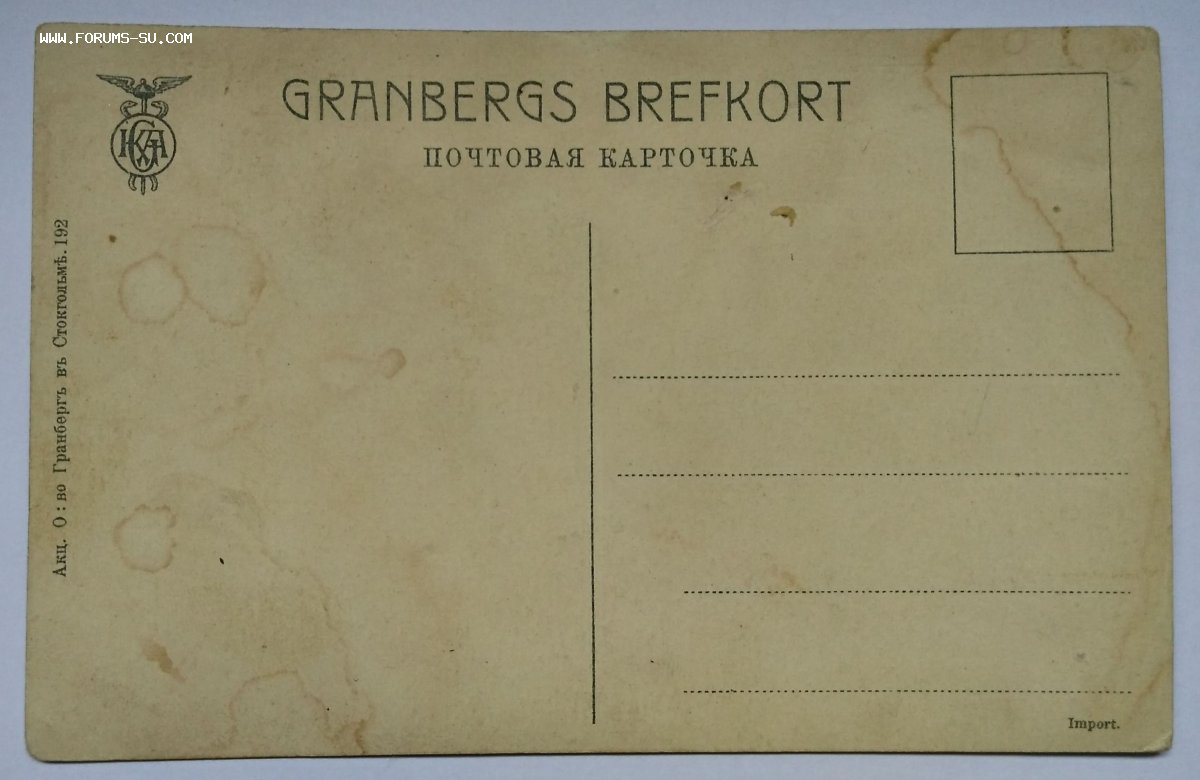 WWW.FORUMS-SU.COM
GRANBERGS BREFKORT
ПОЧТОВАЯ КАРТОЧКА
Акц. О:во Гранбергъ въ Стокгольмѣ. 192
Import.